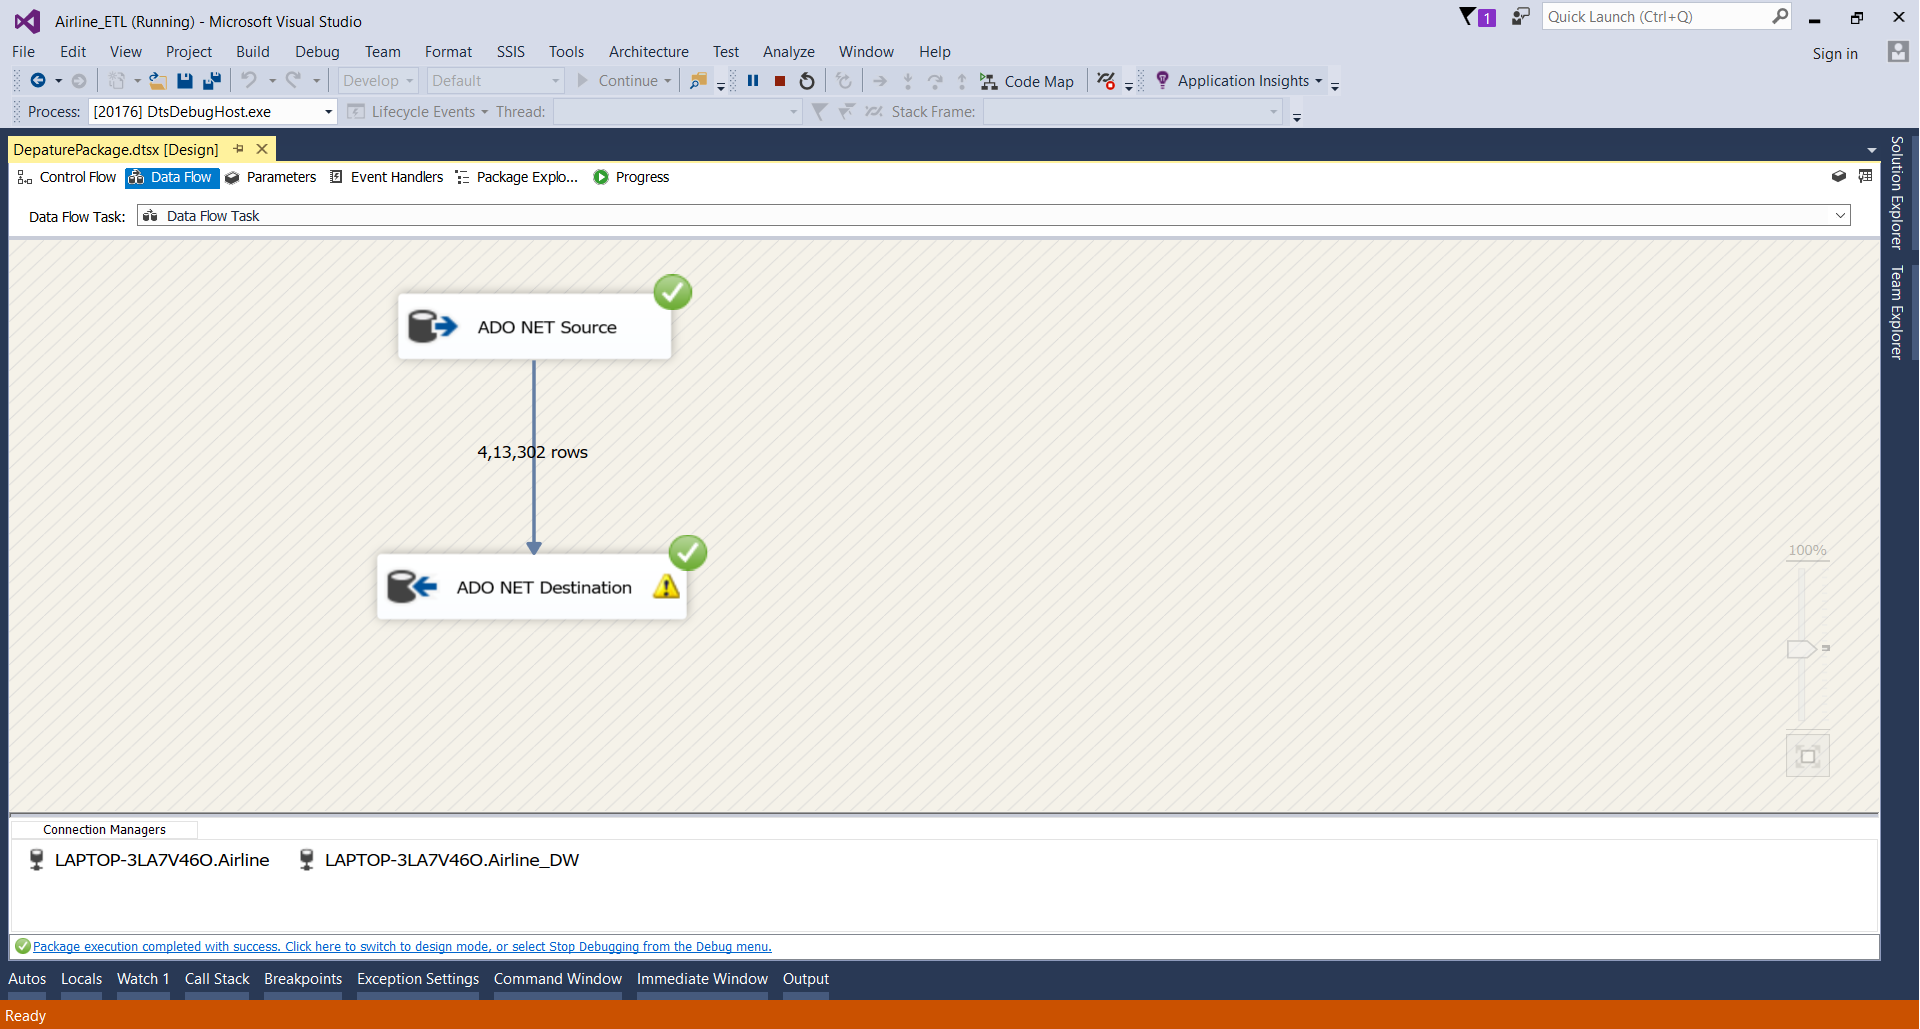 Airline_ETL (Running) - Microsoft Visual Studio
1
Quick Launch (Ctrl+Q)
File Edit View Project Build Debug Team Format SSIS Tools Architecture Test Analyze Window Help
Sign in
Develop Default Continue Code Map Application Insights
Process: [20176] DtsDebugHost.exe Lifecycle Events Thread: Stack Frame:
DepaturePackage.dtsx [Design]
Control Flow Data Flow Parameters Event Handlers Package Explo... Progress
Data Flow Task: Data Flow Task
Solution Explorer
Team Explorer
ADO NET Source
4,13,302 rows
ADO NET Destination
100%
Connection Managers
LAPTOP-3LA7V46O.Airline LAPTOP-3LA7V46O.Airline_DW
Package execution completed with success. Click here to switch to design mode, or select Stop Debugging from the Debug menu.
Autos Locals Watch 1 Call Stack Breakpoints Exception Settings Command Window Immediate Window Output
Ready